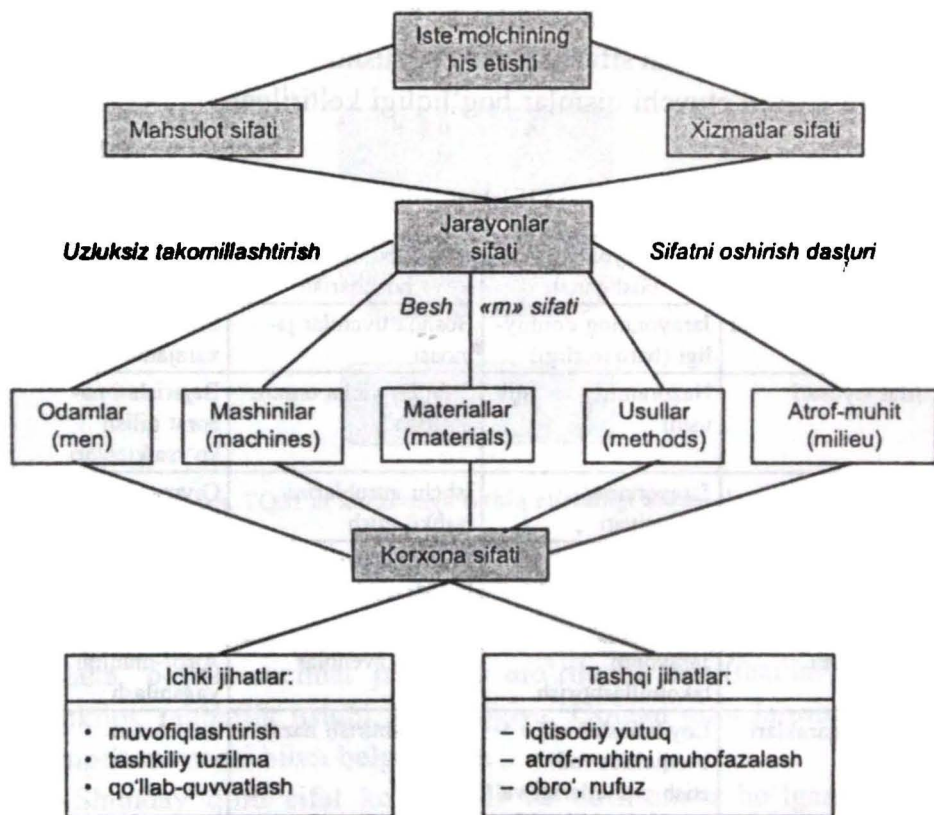 Iste'molchining
his etishi
Mahsulot sifati
Xizmatlar sifati
Jarayonlar
sifati
Uzluksiz takomillashtirish
Sifatni oshirish dasturi
Besh «m» sifati
Odamlar
(men)
Mashinilar
(machines)
Materiallar
(materials)
Usullar
(methods)
Atrof-muhit
(milieu)
Korxona sifati
Ichki jihatlar:
• muvofiqlashtirish
- tashkiliy tuzilma
• qo'llab-quvvatlash
Tashqi jihatlar:
– iqtisodiy yutuq
– atrof-muhitni muhofazalash
– obro', nufuz